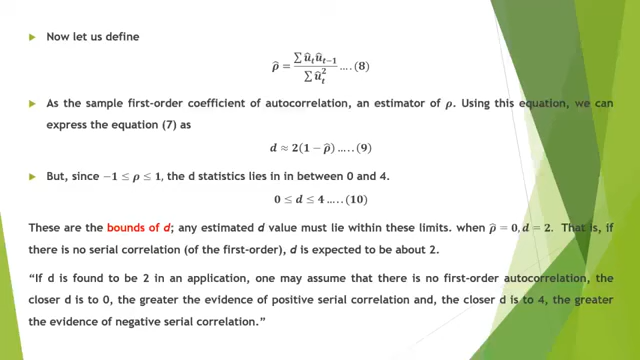 Now let us define
ρ̂ = ∑ û_t û_{t−1} / ∑ û_t^2 …. (8)
As the sample first-order coefficient of autocorrelation, an estimator of ρ. Using this equation, we can
express the equation (7) as
d ≈ 2(1 − ρ̂) ….. (9)
But, since −1 ≤ ρ ≤ 1, the d statistics lies in in between 0 and 4.
0 ≤ d ≤ 4 ….. (10)
These are the bounds of d; any estimated d value must lie within these limits. when ρ̂ = 0, d = 2. That is, if
there is no serial correlation (of the first-order), d is expected to be about 2.
“If d is found to be 2 in an application, one may assume that there is no first-order autocorrelation, the
closer d is to 0, the greater the evidence of positive serial correlation and, the closer d is to 4, the greater
the evidence of negative serial correlation.”